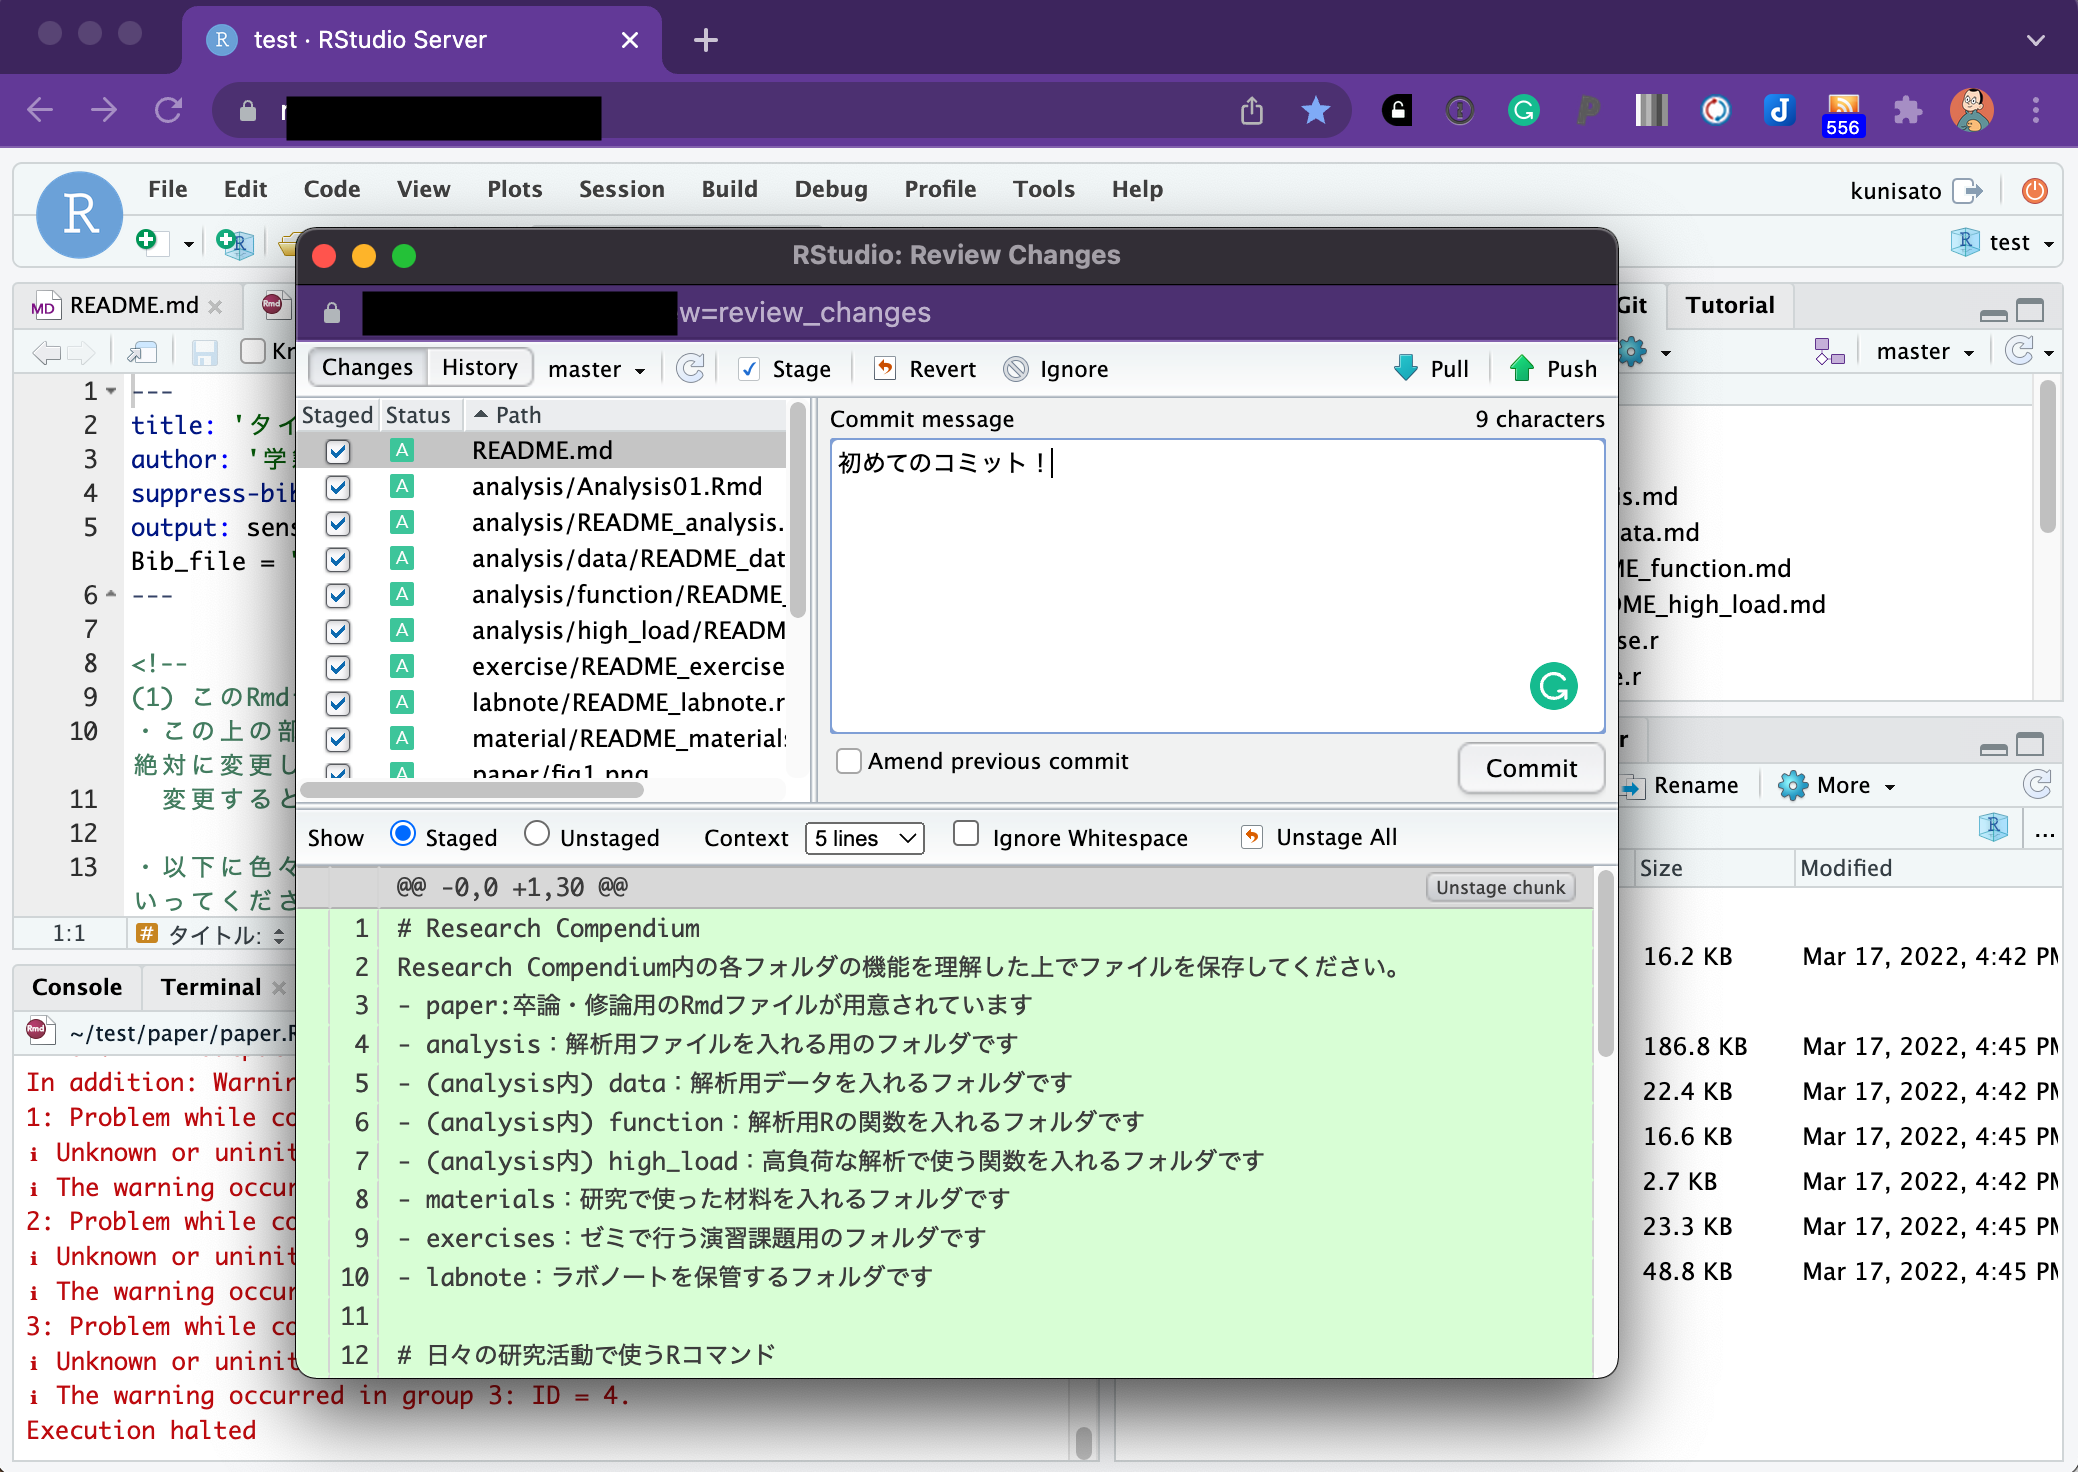 test · RStudio Server
556
File Edit Code View Plots Session Build Debug Profile Tools Help
kunisato
test
RStudio: Review Changes
w=review_changes
README.md
Git Tutorial
Changes History master Stage Revert Ignore Pull Push
master
Staged Status Path
README.md
analysis/Analysis01.Rmd
analysis/README_analysis.
analysis/data/README_dat
analysis/function/README_
analysis/high_load/READM
exercise/README_exercise
labnote/README_labnote.r
material/README_materials
paper/fig1.png
Commit message 9 characters
初めてのコミット！
Amend previous commit
Commit
Show Staged Unstaged Context 5 lines Ignore Whitespace Unstage All
@@ -0,0 +1,30 @@ Unstage chunk
1 # Research Compendium
2 Research Compendium内の各フォルダの機能を理解した上でファイルを保存してください。
3 - paper:卒論・修論用のRmdファイルが用意されています
4 - analysis：解析用ファイルを入れる用のフォルダです
5 - (analysis内) data：解析用データを入れるフォルダです
6 - (analysis内) function：解析用Rの関数を入れるフォルダです
7 - (analysis内) high_load：高負荷な解析で使う関数を入れるフォルダです
8 - materials：研究で使った材料を入れるフォルダです
9 - exercises：ゼミで行う演習課題用のフォルダです
10 - labnote：ラボノートを保管するフォルダです
11
12 # 日々の研究活動で使うRコマンド
1 ---
2 title: 'タイ
3 author: '学
4 suppress-bib
5 output: sens
Bib_file = '
6 ---
7
8 <!--
9 (1) このRmd
10 ・この上の部
絶対に変更し
11 変更すると
12
13 ・以下に色々
いってくださ
1:1 # タイトル:
Console Terminal
~/test/paper/paper.R
In addition: Warnin
1: Problem while co
i Unknown or uninit
i The warning occur
2: Problem while co
i Unknown or uninit
i The warning occur
3: Problem while co
i Unknown or uninit
i The warning occurred in group 3: ID = 4.
Execution halted
is.md
ata.md
ME_function.md
DME_high_load.md
se.r
e.r
Rename More
...
Size Modified
16.2 KB Mar 17, 2022, 4:42 PM
186.8 KB Mar 17, 2022, 4:45 PM
22.4 KB Mar 17, 2022, 4:42 PM
16.6 KB Mar 17, 2022, 4:45 PM
2.7 KB Mar 17, 2022, 4:42 PM
23.3 KB Mar 17, 2022, 4:45 PM
48.8 KB Mar 17, 2022, 4:45 PM